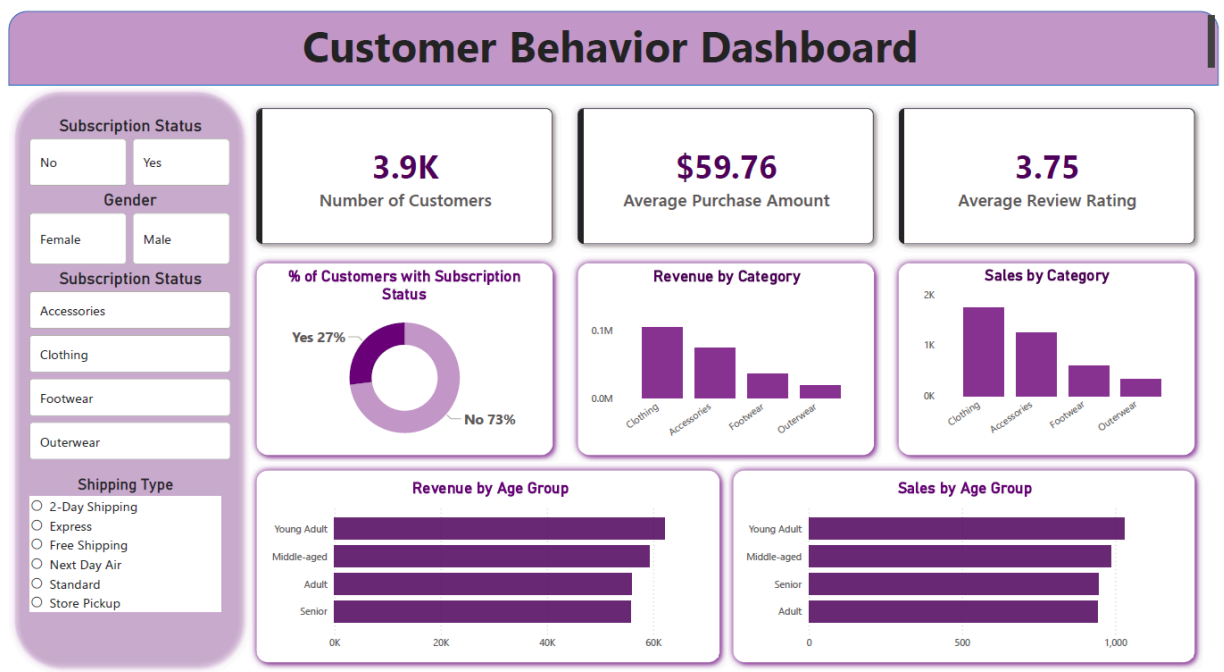 Customer Behavior Dashboard
Subscription Status
No
Yes
Gender
Female
Male
Subscription Status
Accessories
Clothing
Footwear
Outerwear
Shipping Type
2-Day Shipping
Express
Free Shipping
Next Day Air
Standard
Store Pickup
3.9K
Number of Customers
$59.76
Average Purchase Amount
3.75
Average Review Rating
% of Customers with Subscription
Status
Yes 27%
No 73%
Revenue by Category
0.1M
0.0M
Clothing
Accessories
Footwear
Outerwear
Sales by Category
2K
1K
0K
Clothing
Accessories
Footwear
Outerwear
Revenue by Age Group
Young Adult
Middle-aged
Adult
Senior
0K
20K
40K
60K
Sales by Age Group
Young Adult
Middle-aged
Senior
Adult
0
500
1,000